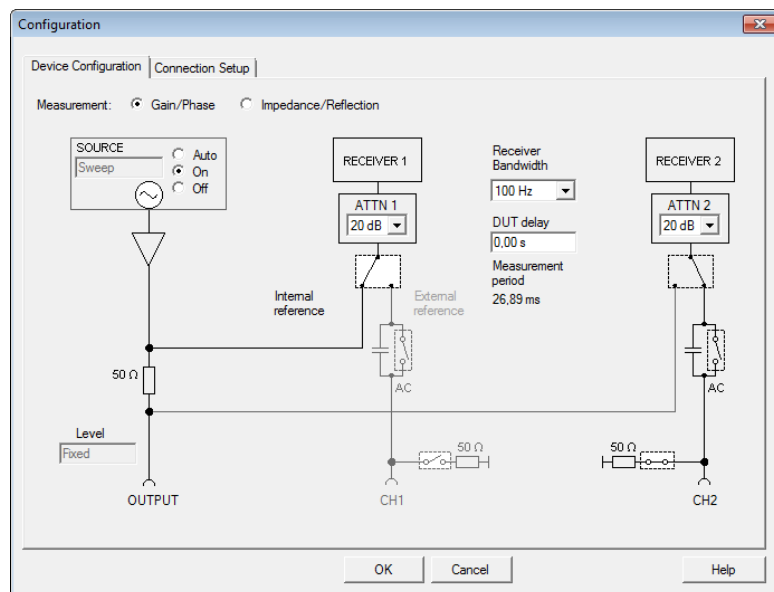 Configuration
Device Configuration
Connection Setup
Measurement:
Gain/Phase
Impedance/Reflection
SOURCE
Sweep
Auto
On
Off
RECEIVER 1
ATTN 1
20 dB
Receiver
Bandwidth
100 Hz
DUT delay
0,00 s
Measurement
period
26,89 ms
RECEIVER 2
ATTN 2
20 dB
Internal
reference
External
reference
50 Ω
AC
AC
Level
Fixed
50 Ω
50 Ω
OUTPUT
CH1
CH2
OK
Cancel
Help